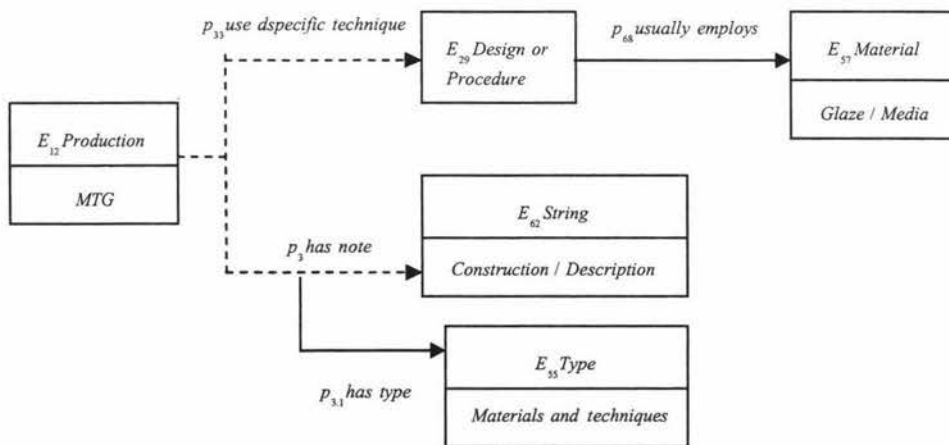 p33 use dspecific technique
E29 Design or
Procedure
p68 usually employs
E57 Material
Glaze / Media
E12 Production
MTG
E62 String
Construction / Description
p3 has note
E55 Type
Materials and techniques
p3.1 has type